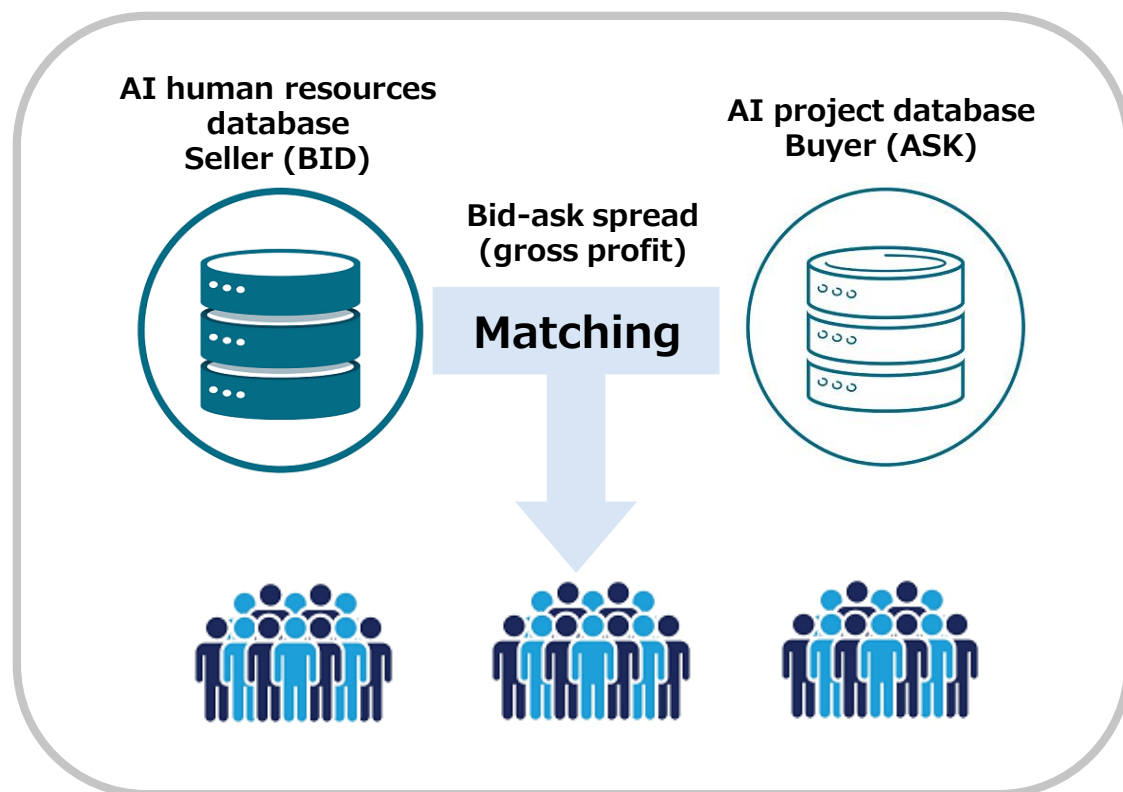 AI human resources
database
Seller (BID)
AI project database
Buyer (ASK)
Bid-ask spread
(gross profit)
Matching